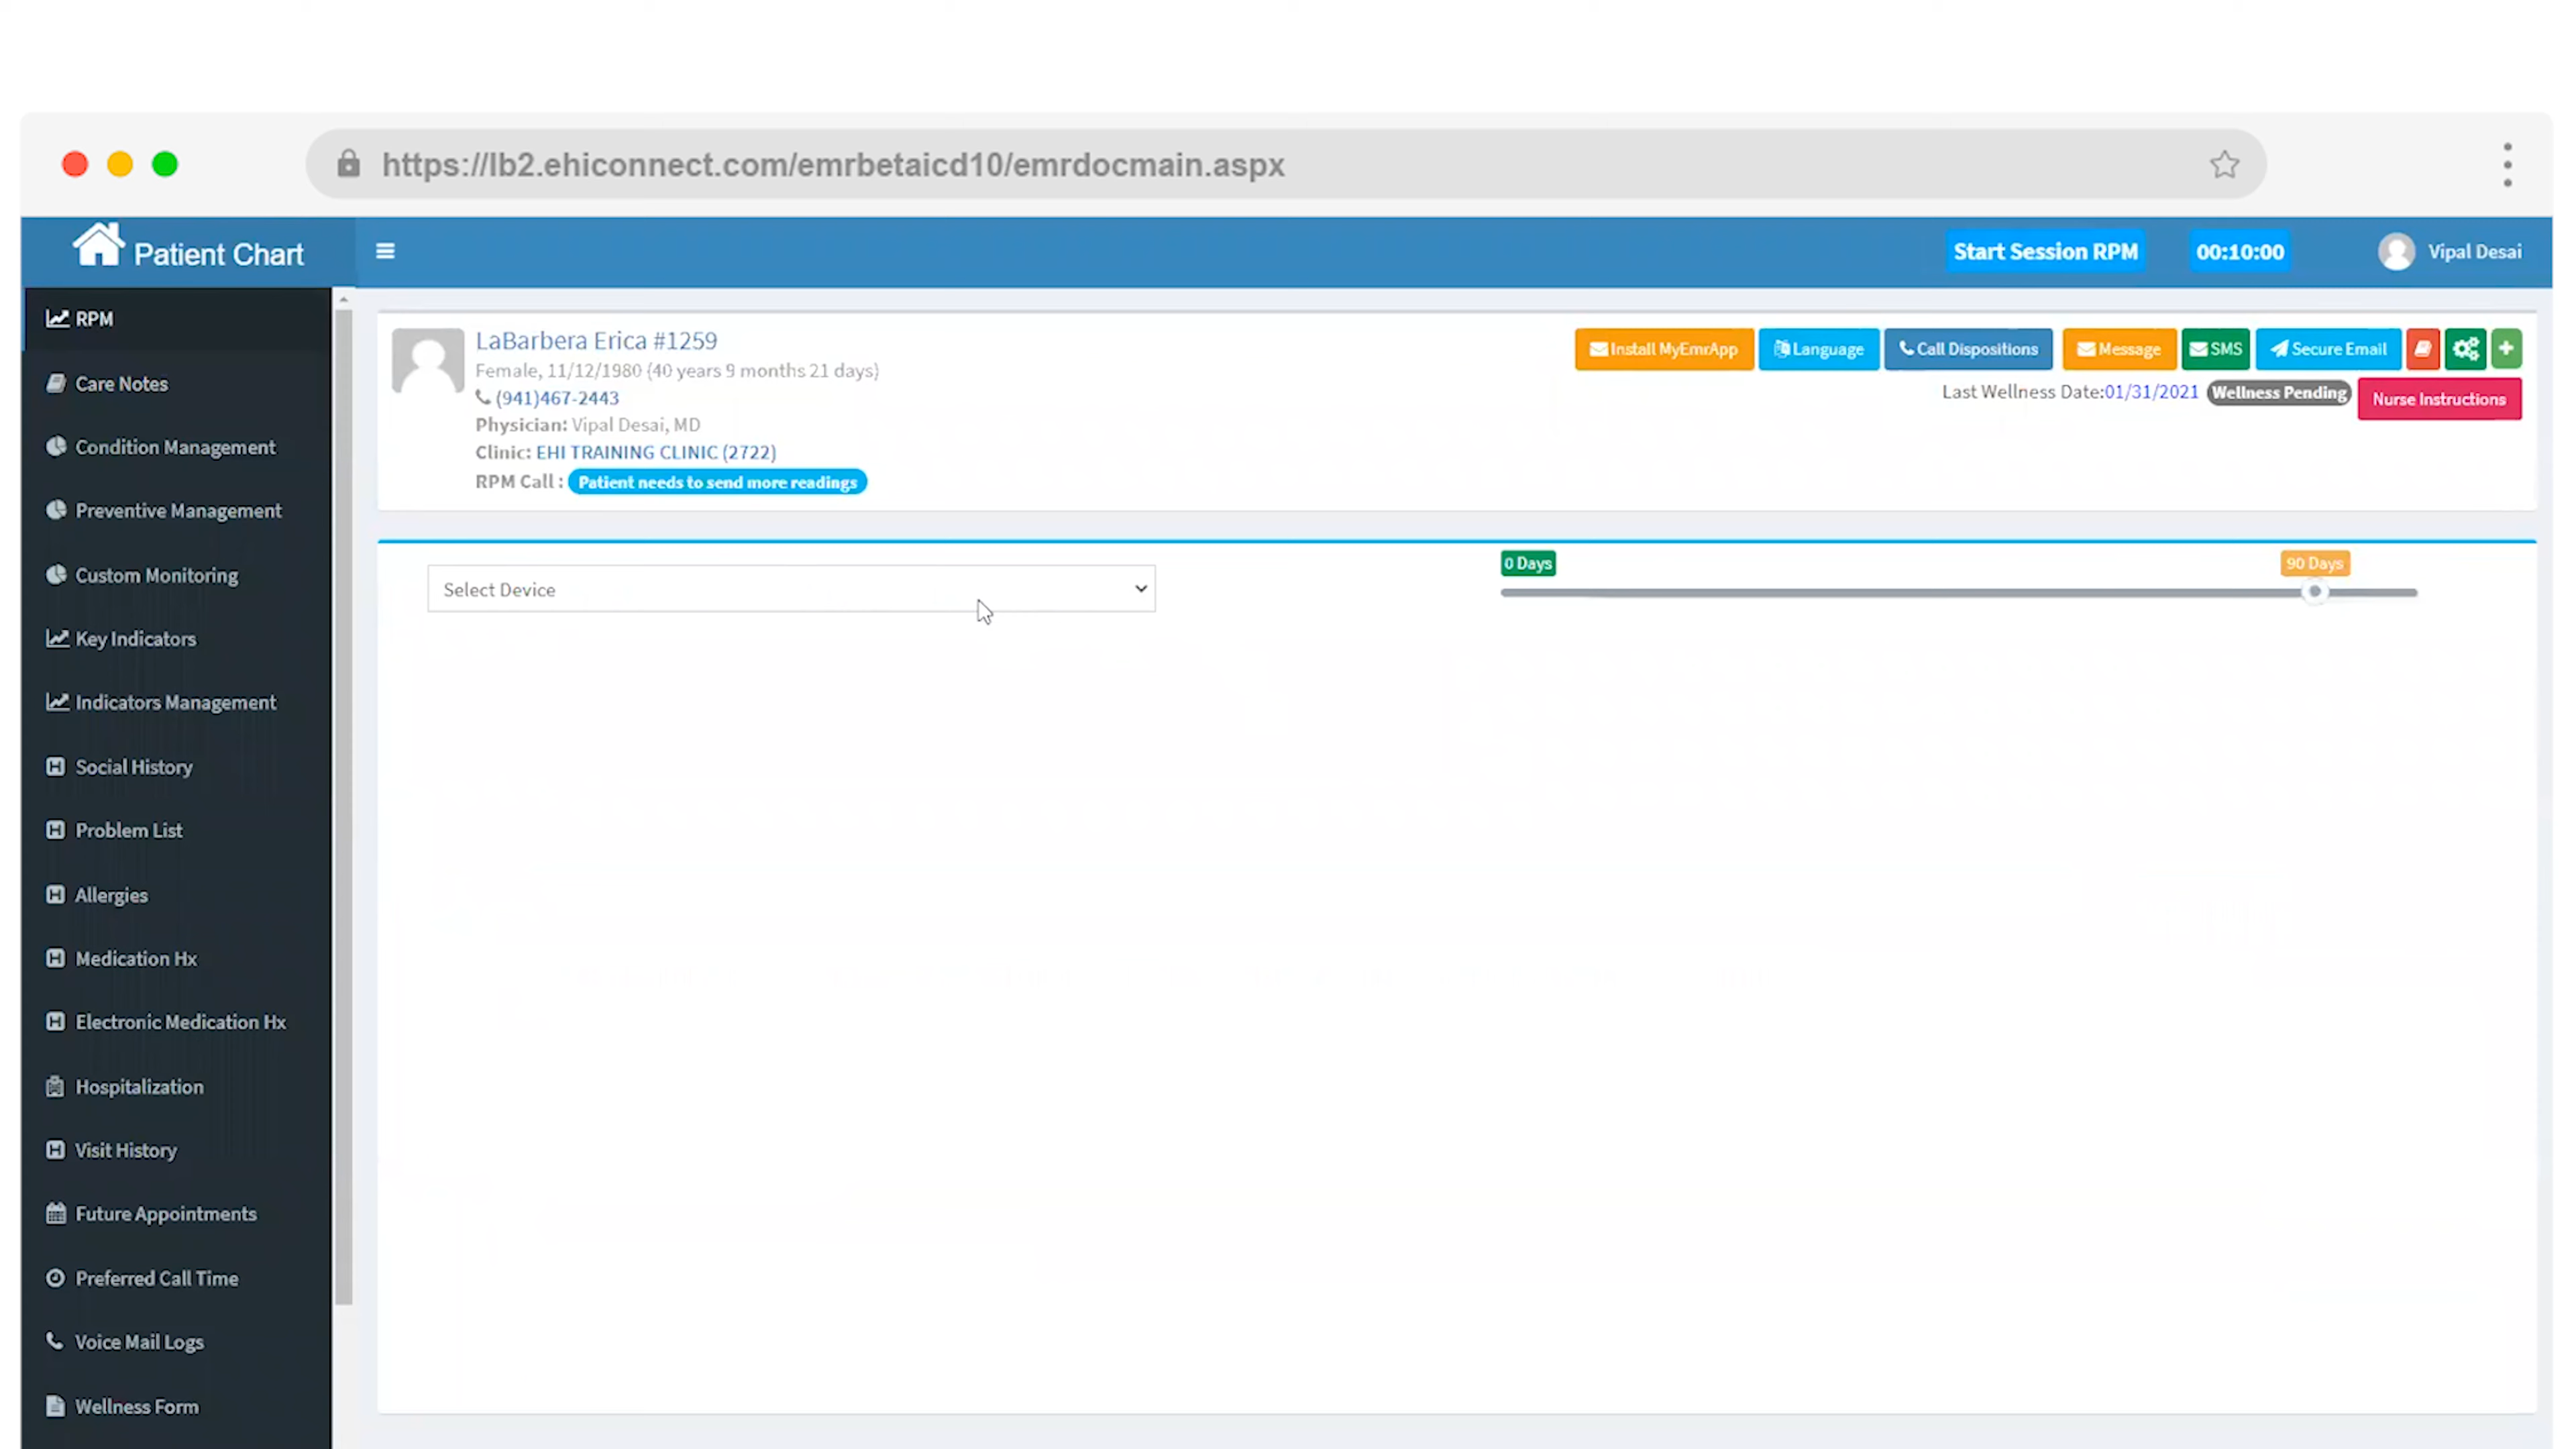 https://lb2.ehiconnect.com/emrbetaicd10/emrdocmain.aspx
Patient Chart
Start Session RPM
00:10:00
Vipal Desai
RPM
Care Notes
Condition Management
Preventive Management
Custom Monitoring
Key Indicators
Indicators Management
Social History
Problem List
Allergies
Medication Hx
Electronic Medication Hx
Hospitalization
Visit History
Future Appointments
Preferred Call Time
Voice Mail Logs
Wellness Form
LaBarbera Erica #1259
Female, 11/12/1980 (40 years 9 months 21 days)
(941)467-2443
Physician: Vipal Desai, MD
Clinic: EHI TRAINING CLINIC (2722)
RPM Call : Patient needs to send more readings
Install MyEmrApp
Language
Call Dispositions
Message
SMS
Secure Email
Last Wellness Date:01/31/2021 Wellness Pending
Nurse Instructions
Select Device
0 Days
90 Days